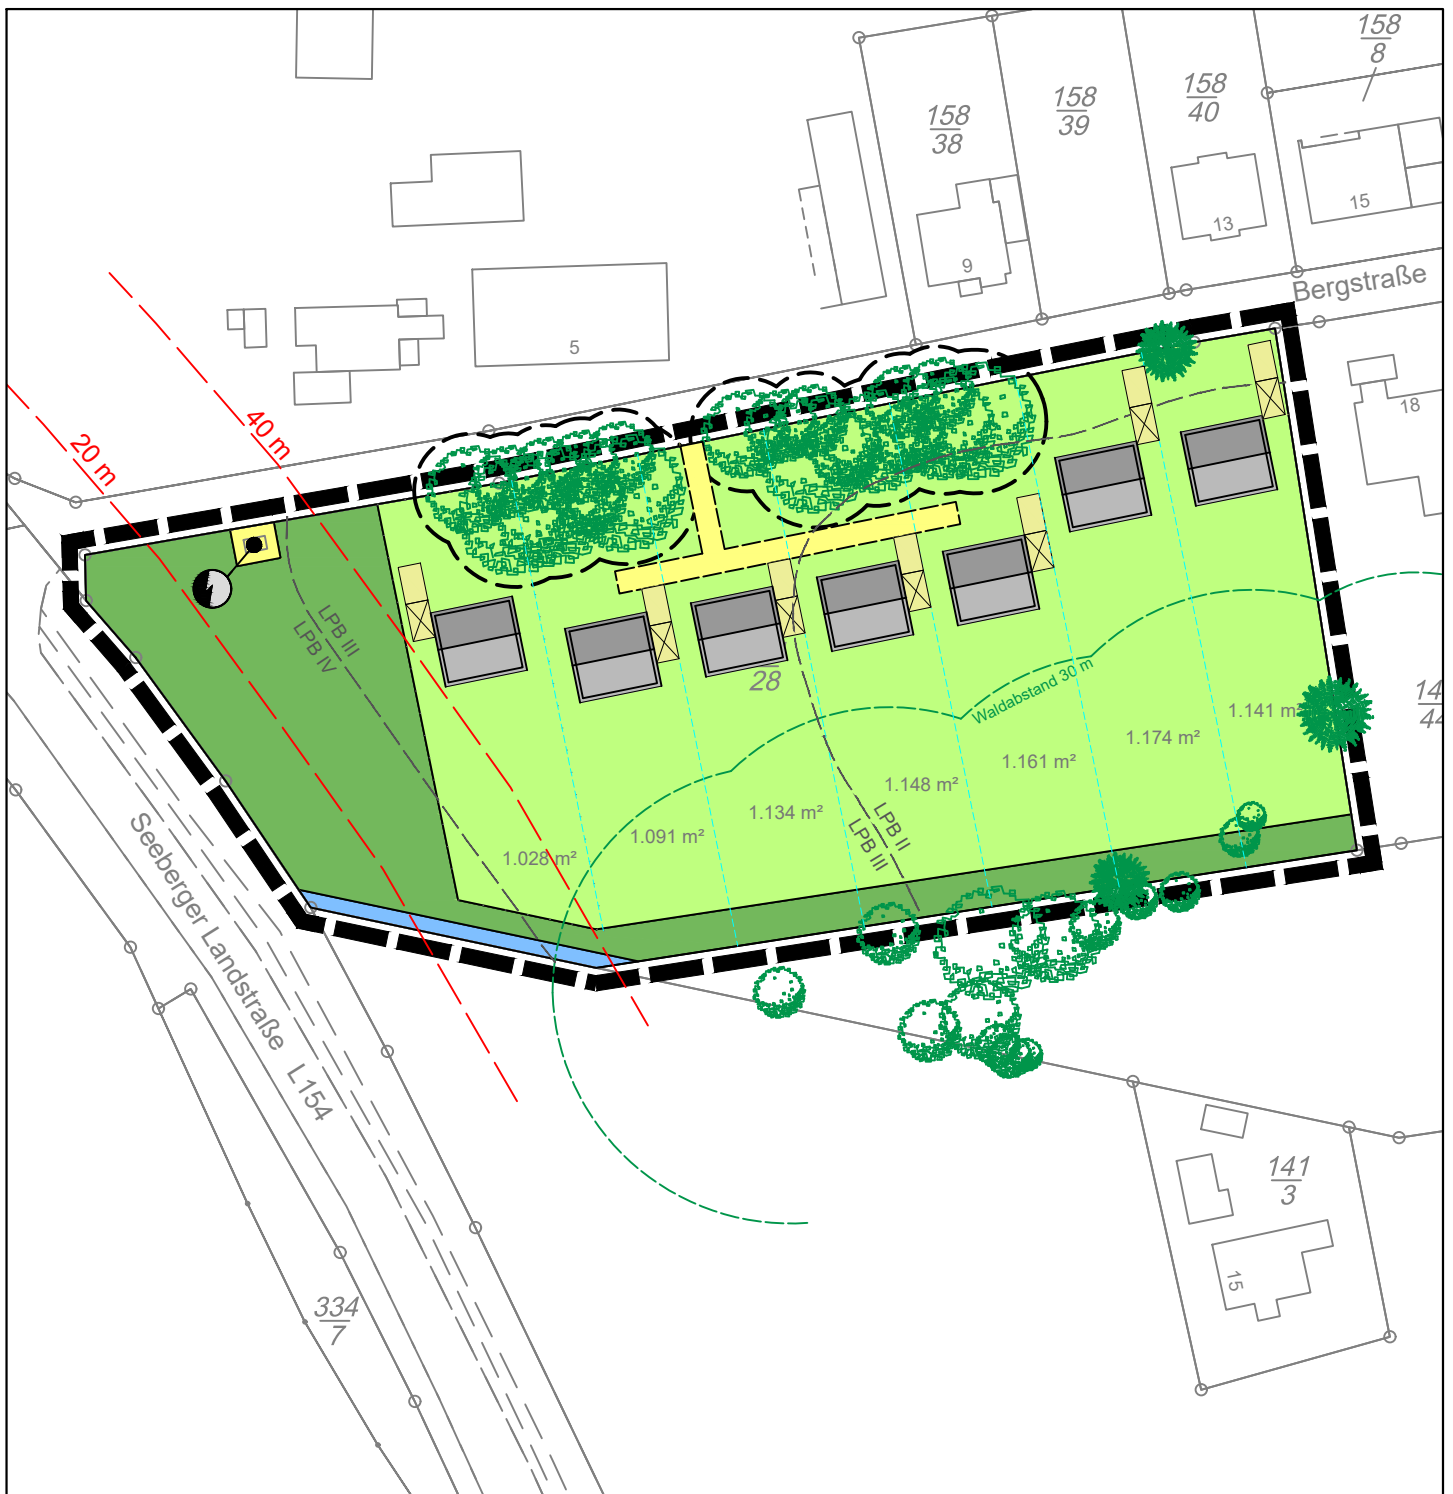 158
8
158
38
158
39
158
40
13
15
9
Bergstraße
5
18
40 m
20 m
LPB III
LPB IV
28
Waldabstand 30 m
1.141 m²
1.174 m²
1.161 m²
1.148 m²
1.134 m²
1.091 m²
1.028 m²
LPB II
LPB III
Seeberger Landstraße L154
141
3
15
334
7